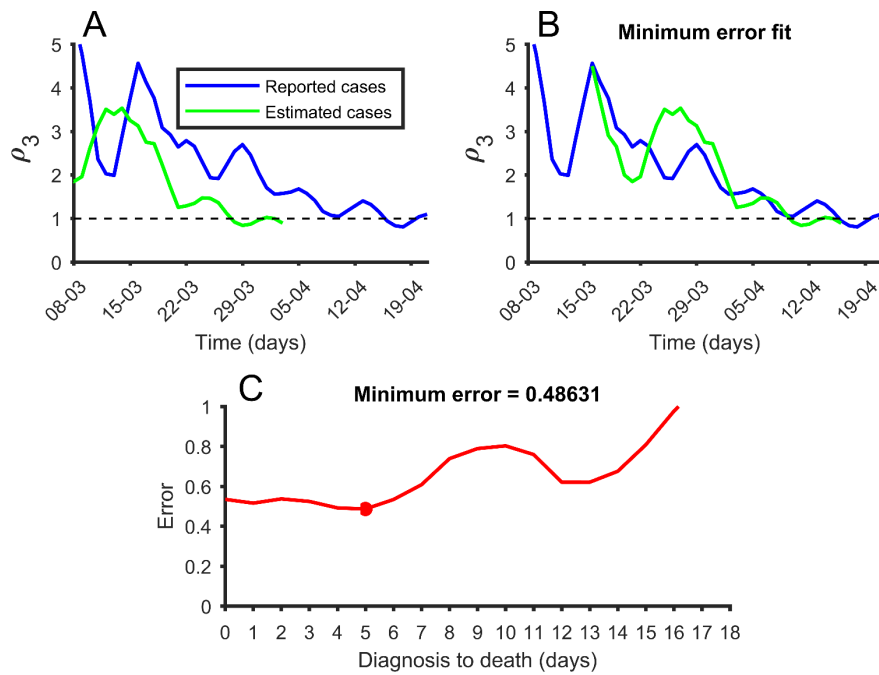 A
5
4
3
2
1
0
ρ3
Reported cases
Estimated cases
08-03
15-03
22-03
29-03
05-04
12-04
19-04
Time (days)
B
Minimum error fit
5
4
3
2
1
0
ρ3
08-03
15-03
22-03
29-03
05-04
12-04
19-04
Time (days)
C
Minimum error = 0.48631
1
0.8
0.6
0.4
0.2
0
Error
0 1 2 3 4 5 6 7 8 9 10 11 12 13 14 15 16 17 18
Diagnosis to death (days)